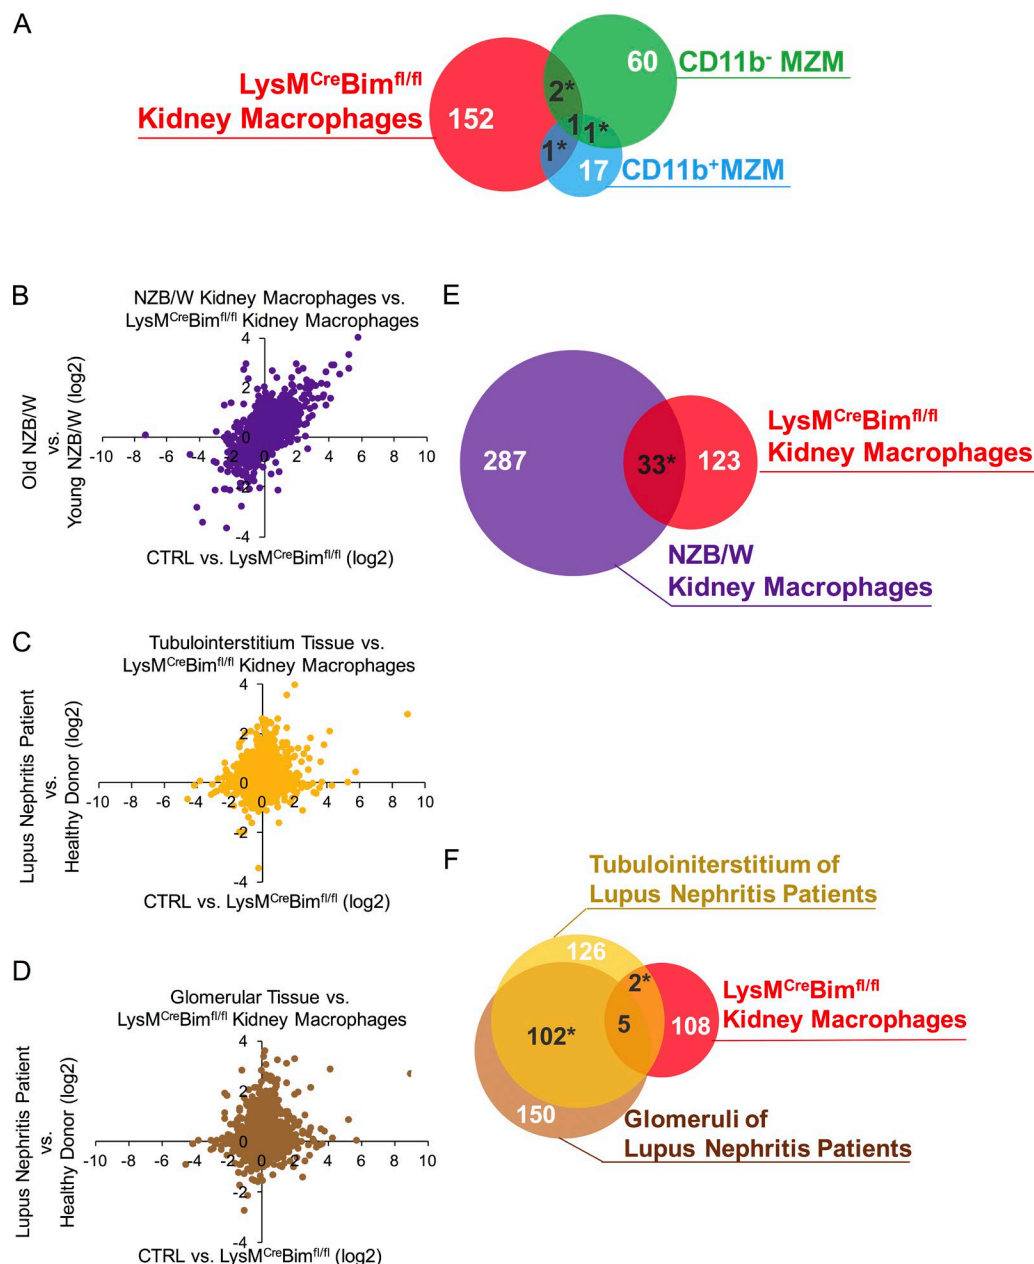 A
LysMCreBimfl/fl
Kidney Macrophages
152
2*
60
CD11b- MZM
1
1*
1*
17
CD11b+MZM
B
NZB/W Kidney Macrophages vs.
LysMCreBimfl/fl Kidney Macrophages
Old NZB/W
vs.
Young NZB/W (log2)
4
2
0
-2
-4
-10 -8 -6 -4 -2 0 2 4 6 8 10
CTRL vs. LysMCreBimfl/fl (log2)
E
287
33*
123
LysMCreBimfl/fl
Kidney Macrophages
NZB/W
Kidney Macrophages
C
Tubulointerstitium Tissue vs.
LysMCreBimfl/fl Kidney Macrophages
Lupus Nephritis Patient
vs.
Healthy Donor (log2)
4
2
0
-2
-4
-10 -8 -6 -4 -2 0 2 4 6 8 10
CTRL vs. LysMCreBimfl/fl (log2)
D
Glomerular Tissue vs.
LysMCreBimfl/fl Kidney Macrophages
Lupus Nephritis Patient
vs.
Healthy Donor (log2)
4
2
0
-2
-4
-10 -8 -6 -4 -2 0 2 4 6 8 10
CTRL vs. LysMCreBimfl/fl (log2)
F
Tubuloiniterstitium of
Lupus Nephritis Patients
126
2*
LysMCreBimfl/fl
Kidney Macrophages
102*
5
108
150
Glomeruli of
Lupus Nephritis Patients